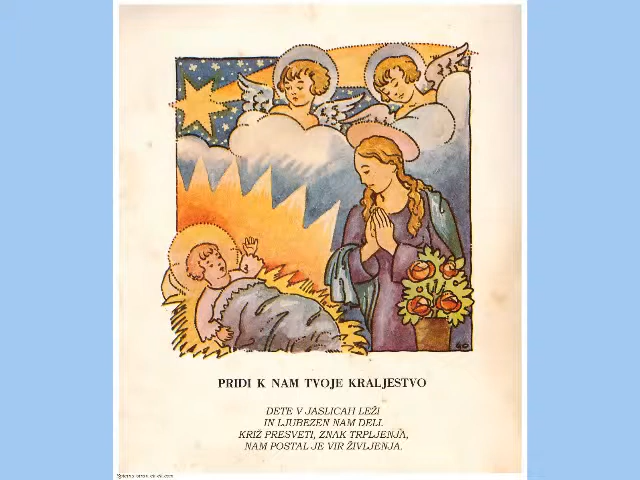 PRIDI K NAM TVOJE KRALJESTVO
DETE V JASLICAH LEŽI
IN LJUBEZEN NAM DELI.
KRIŽ PRESVETI, ZNAK TRPLJENJA,
NAM POSTAL JE VIR ŽIVLJENJA.